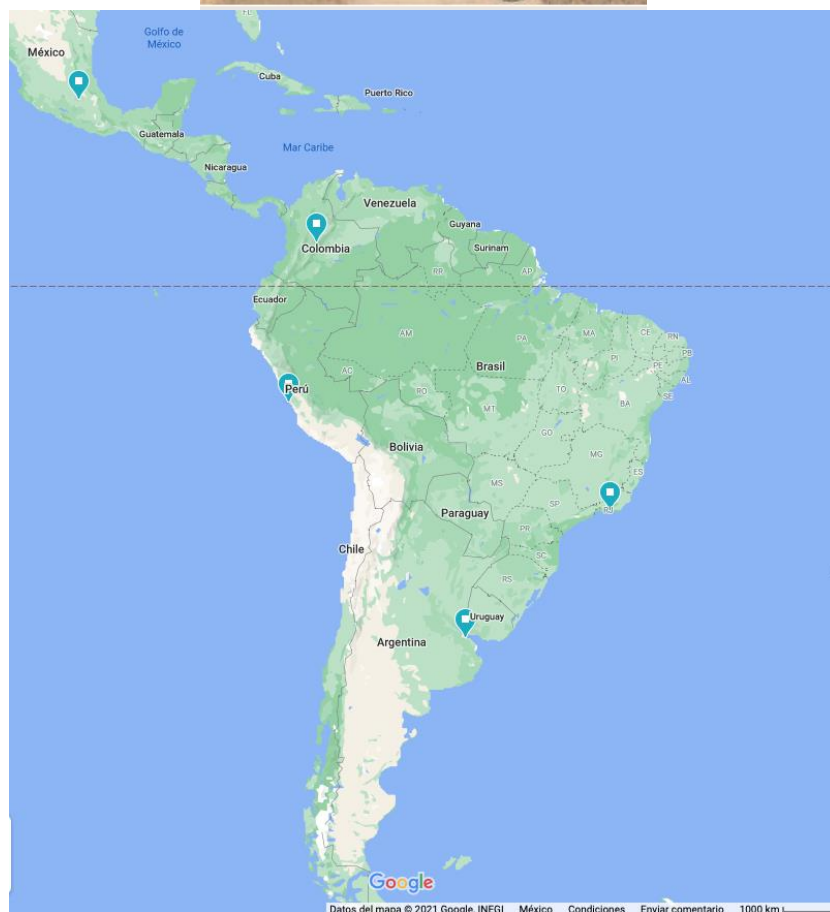 FL
Golfo de
México
México
Cuba
Puerto Rico
Guatemala
Mar Caribe
Nicaragua
Venezuela
Guyana
Colombia
Surinam
RR
AP
Ecuador
AM
PA
MA
CE
RN
PB
PI
PE
AC
Brasil
AL
Perú
RO
TO
SE
BA
MT
GO
Bolivia
MG
MS
ES
Paraguay
SP
RJ
PR
Chile
SC
RS
Uruguay
Argentina
Google
Datos del mapa © 2021 Google, INEGI México Condiciones Enviar comentario 1000 km